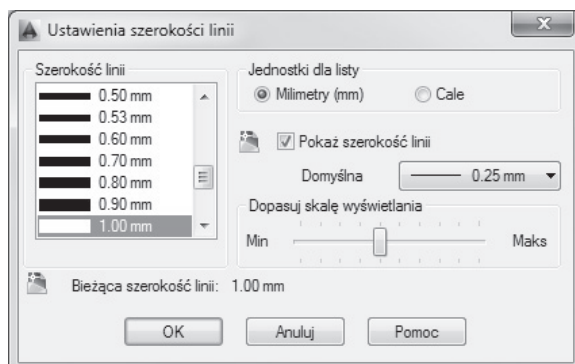 Ustawienia szerokości linii
Szerokość linii
0.50 mm
0.53 mm
0.60 mm
0.70 mm
0.80 mm
0.90 mm
1.00 mm
Jednostki dla listy
Milimetry (mm) Cale
Pokaż szerokość linii
Domyślna 0.25 mm
Dopasuj skalę wyświetlania
Min Maks
Bieżąca szerokość linii: 1.00 mm
OK Anuluj Pomoc